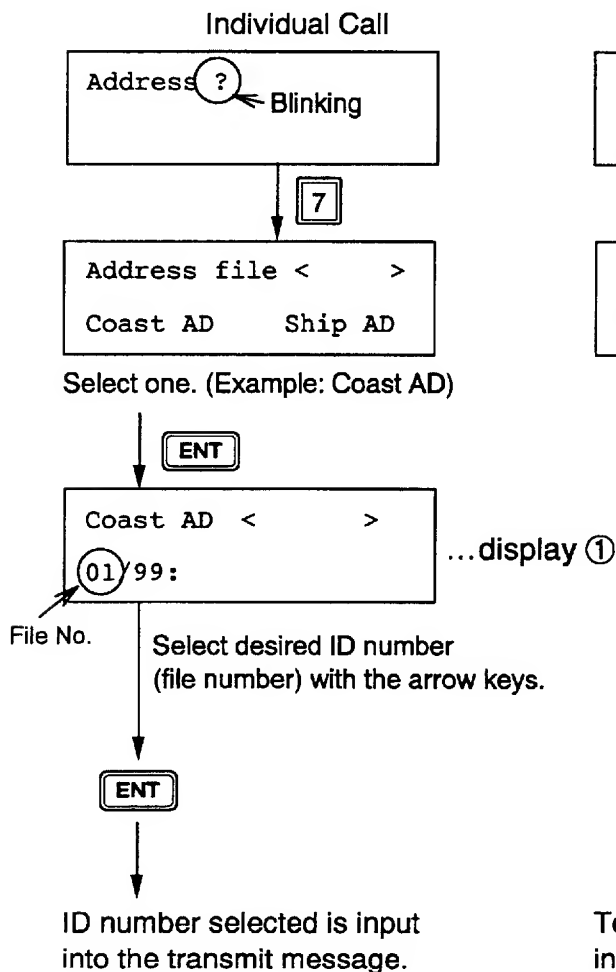 Individual Call
Address ?
Blinking
7
Address file < >
Coast AD Ship AD
Select one. (Example: Coast AD)
ENT
Coast AD < >
...display ①
01/99:
File No.
Select desired ID number
(file number) with the arrow keys.
ENT
ID number selected is input
into the transmit message.